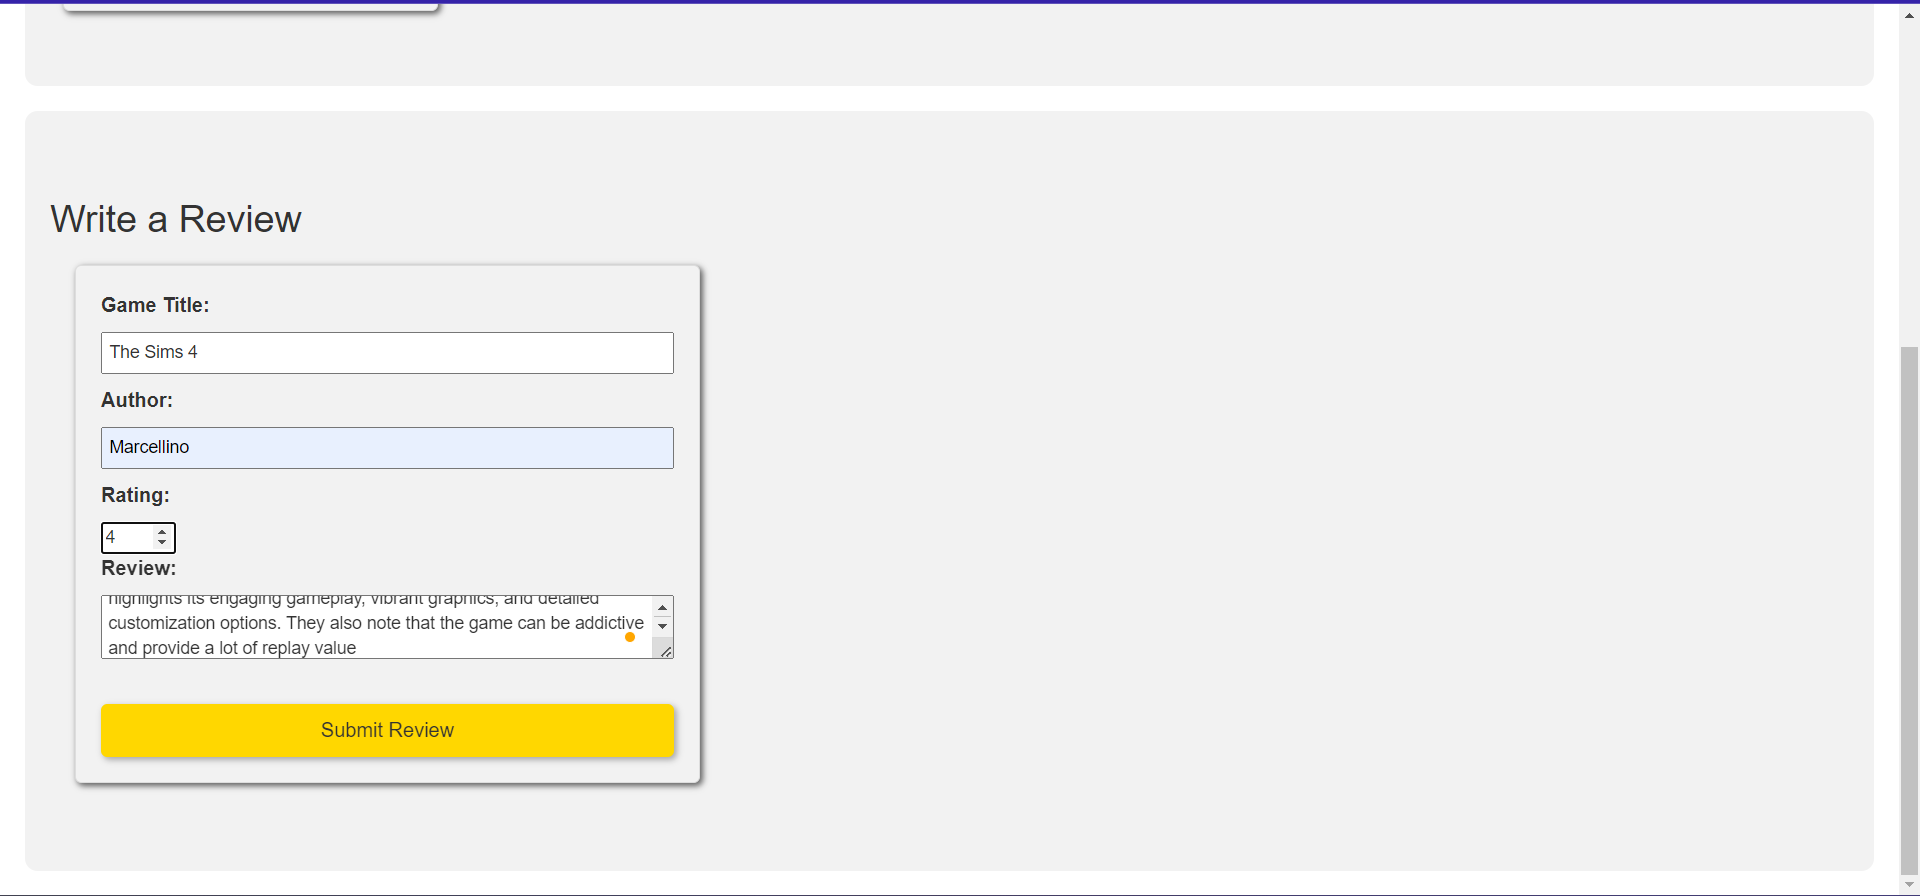 Write a Review
Game Title:
The Sims 4
Author:
Marcellino
Rating:
4
Review:
highlights its engaging gameplay, vibrant graphics, and detailed
customization options. They also note that the game can be addictive
and provide a lot of replay value
Submit Review